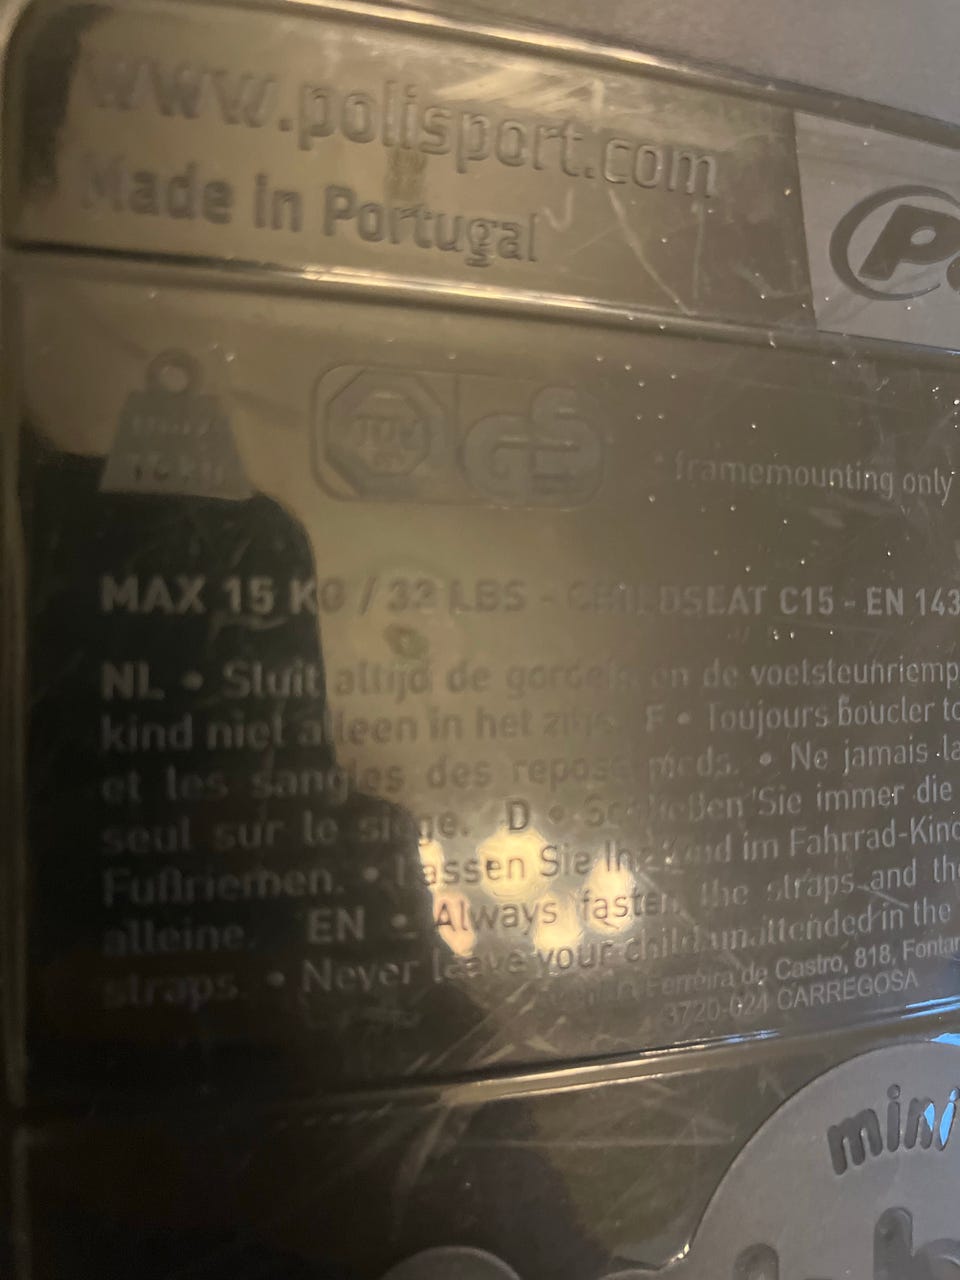 www.polisport.com
Made in Portugal
P
TÜV GS
framemounting only
MAX 15 KG / 33 LBS - CHILDSEAT C15 - EN 143
NL • Sluit altijd de gordels en de voetsteunriemp
kind niet alleen in het zitje. F • Toujours boucler to
et les sangles des repose pieds. • Ne jamais la
seul sur le siège. D • Schließen Sie immer die
Fußriemen. • Lassen Sie Ihr Kind im Fahrrad-Kind
alleine. EN • Always fasten the straps and the
straps. • Never leave your child unattended in the
Ferreira de Castro, 818, Fontan
3720-024 CARREGOSA
mini